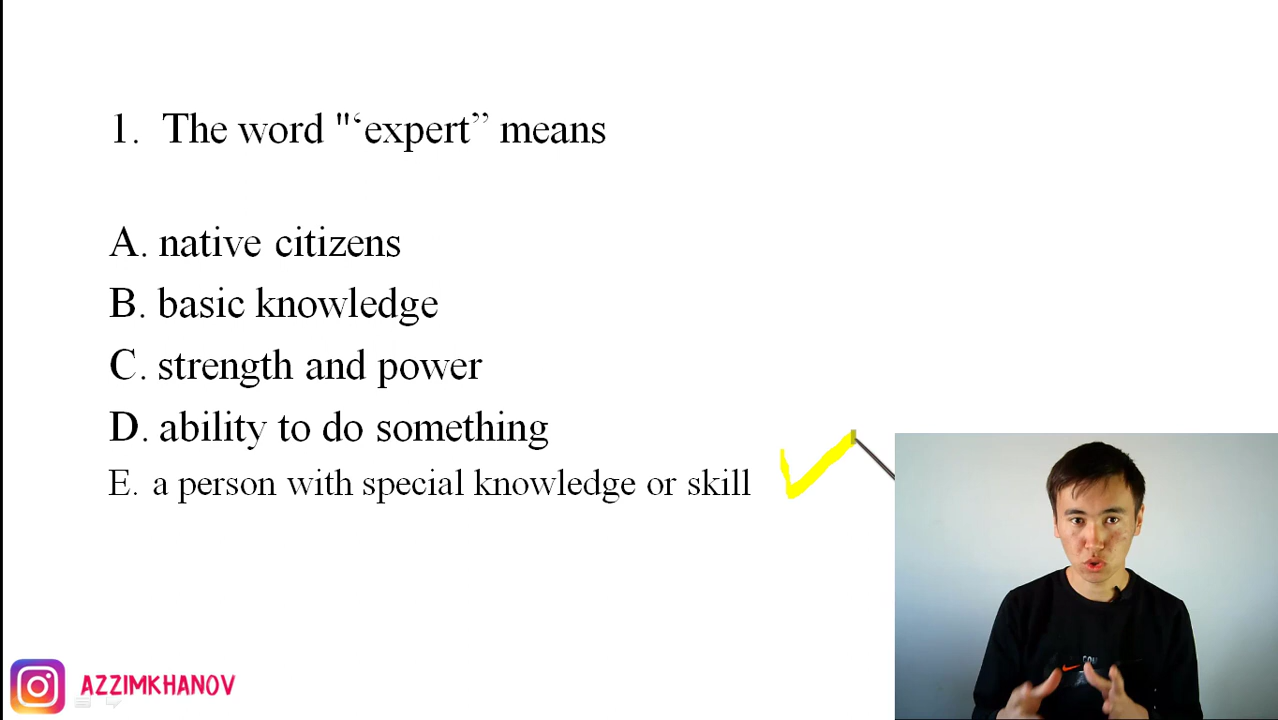 1. The word "‘expert” means
A. native citizens
B. basic knowledge
C. strength and power
D. ability to do something
E. a person with special knowledge or skill
AZZIMKHANOV